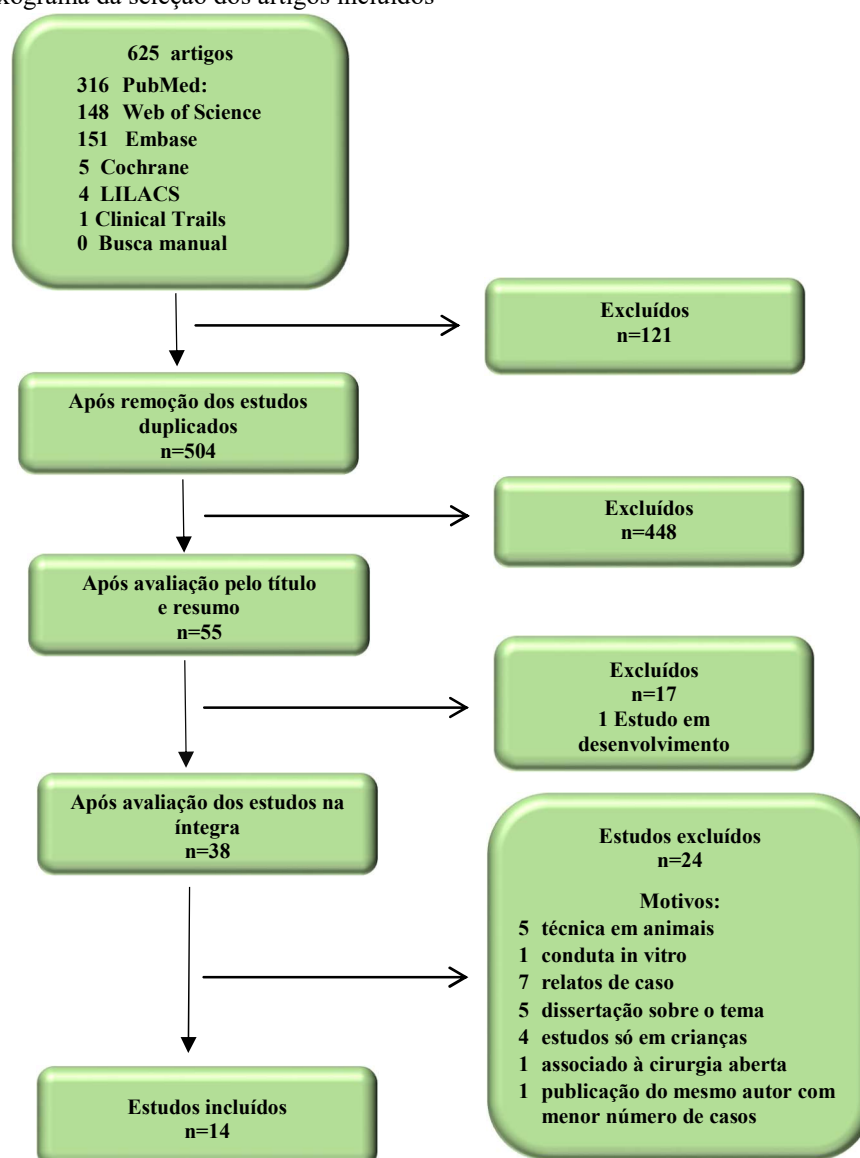 xograma da seleção dos artigos incluídos
625 artigos
316 PubMed:
148 Web of Science
151 Embase
5 Cochrane
4 LILACS
1 Clinical Trails
0 Busca manual
Excluídos
n=121
Após remoção dos estudos
duplicados
n=504
Excluídos
n=448
Após avaliação pelo título
e resumo
n=55
Excluídos
n=17
1 Estudo em
desenvolvimento
Após avaliação dos estudos na
íntegra
n=38
Estudos excluídos
n=24
Motivos:
5 técnica em animais
1 conduta in vitro
7 relatos de caso
5 dissertação sobre o tema
4 estudos só em crianças
1 associado à cirurgia aberta
1 publicação do mesmo autor com
menor número de casos
Estudos incluídos
n=14